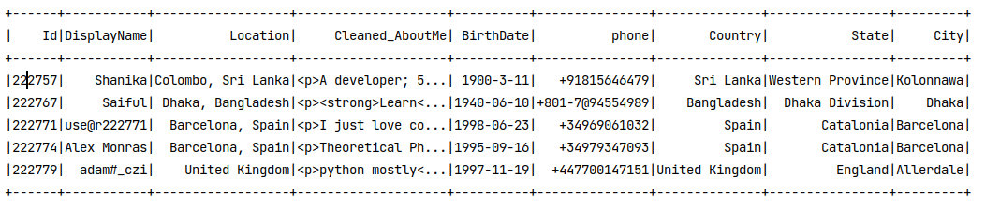 +------+-----------+------------------+--------------------+----------+---------------+--------------+----------------+---------+
|    Id|DisplayName|          Location|     Cleaned_AboutMe| BirthDate|          phone|       Country|           State|     City|
+------+-----------+------------------+--------------------+----------+---------------+--------------+----------------+---------+
|222757|    Shanika|Colombo, Sri Lanka|<p>A developer; 5...| 1900-3-11|   +91815646479|     Sri Lanka|Western Province|Kolonnawa|
|222767|     Saiful| Dhaka, Bangladesh|<p><strong>Learn<...|1940-06-10|+801-7@94554989|    Bangladesh|  Dhaka Division|    Dhaka|
|222771|use@r222771|  Barcelona, Spain|<p>I just love co...|1998-06-23|   +34969061032|         Spain|       Catalonia|Barcelona|
|222774|Alex Monras|  Barcelona, Spain|<p>Theoretical Ph...|1995-09-16|   +34979347093|         Spain|       Catalonia|Barcelona|
|222779|  adam#_czi|    United Kingdom|<p>python mostly<...|1997-11-19|  +447700147151|United Kingdom|         England|Allerdale|
+------+-----------+------------------+--------------------+----------+---------------+--------------+----------------+---------+